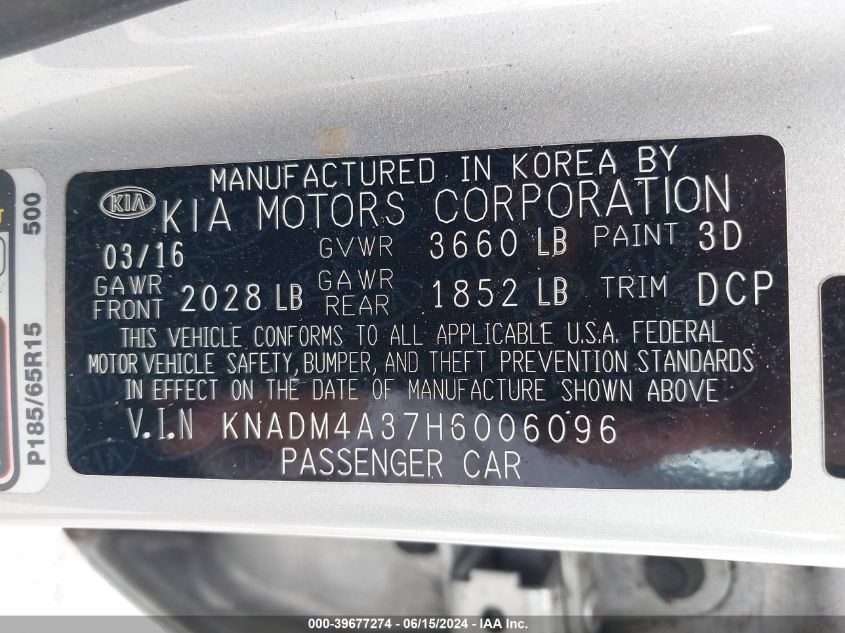 MANUFACTURED IN KOREA BY
KIA KIA MOTORS CORPORATION
03/16 GVWR 3660 LB PAINT 3D
GAWR FRONT 2028 LB GAWR REAR 1852 LB TRIM DCP
THIS VEHICLE CONFORMS TO ALL APPLICABLE U.S.A. FEDERAL
MOTOR VEHICLE SAFETY, BUMPER, AND THEFT PREVENTION STANDARDS
IN EFFECT ON THE DATE OF MANUFACTURE SHOWN ABOVE
V.I.N KNADM4A37H6006096
PASSENGER CAR
P185/65R15 500
000-39677274 - 06/15/2024 - IAA Inc.